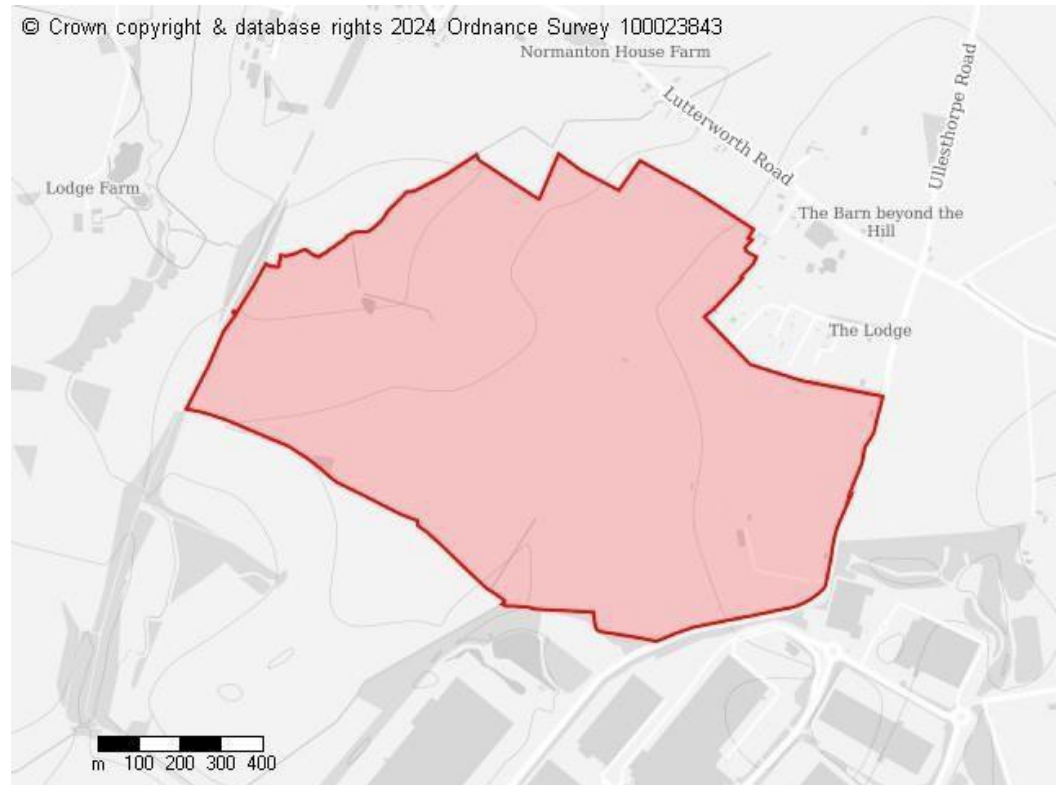 © Crown copyright & database rights 2024 Ordnance Survey 100023843
Normanton House Farm
Lutterworth Road
Ullesthorpe Road
Lodge Farm
The Barn beyond the
Hill
The Lodge
m 100 200 300 400